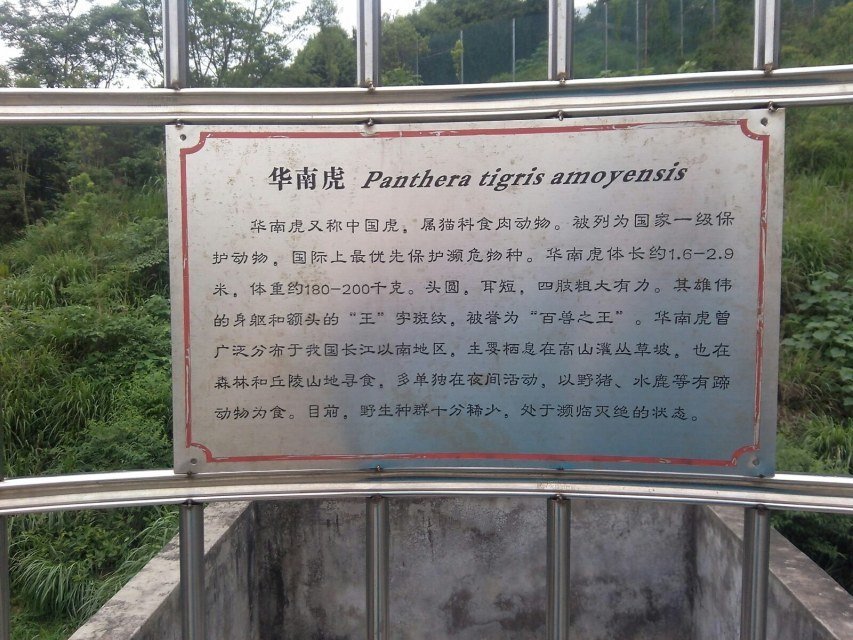 华南虎 Panthera tigris amoyensis
华南虎又称中国虎，属猫科食肉动物。被列为国家一级保
护动物，国际上最优先保护濒危物种。华南虎体长约1.6-2.9
米，体重约180-200千克。头圆，耳短，四肢粗大有力。其雄伟
的身躯和额头的“王”字斑纹，被誉为“百兽之王”。华南虎曾
广泛分布于我国长江以南地区，主要栖息在高山灌丛草坡，也在
森林和丘陵山地寻食，多单独在夜间活动，以野猪、水鹿等有蹄
动物为食。目前，野生种群十分稀少，处于濒临灭绝的状态。